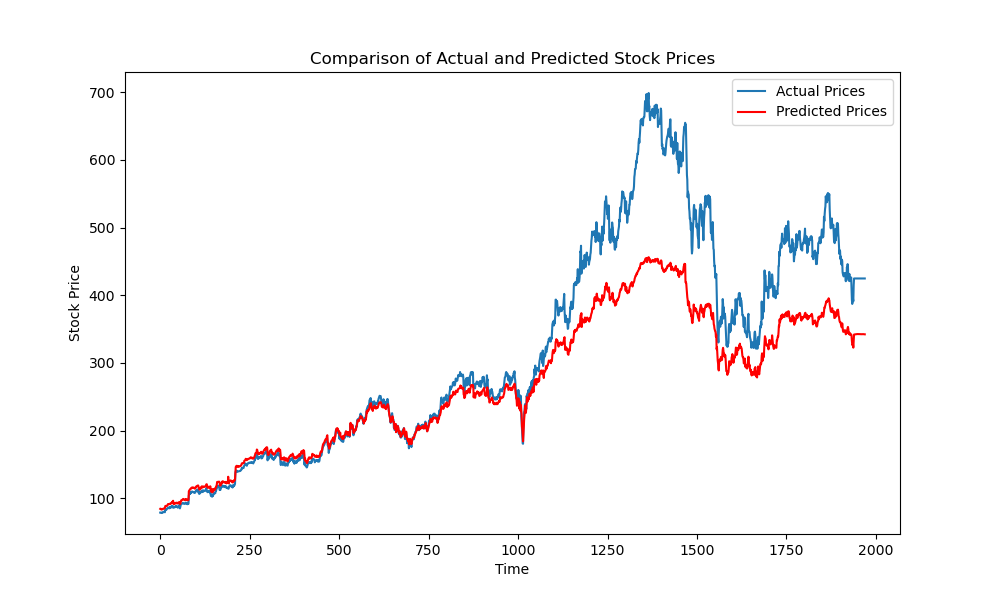 Comparison of Actual and Predicted Stock Prices
Actual Prices
Predicted Prices
Stock Price
700
600
500
400
300
200
100
0 250 500 750 1000 1250 1500 1750 2000
Time